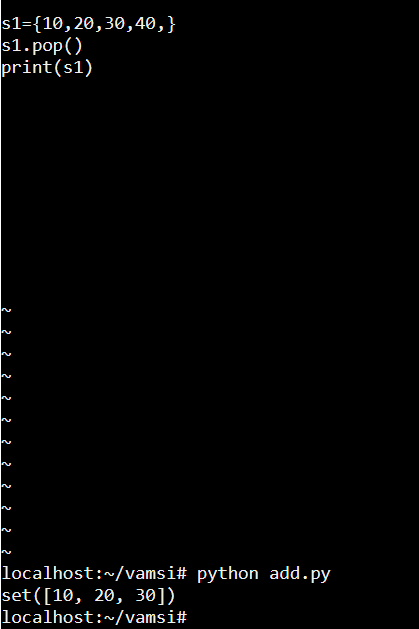 s1={10,20,30,40,}
s1.pop()
print(s1)
~
~
~
~
~
~
~
~
~
~
~
~
localhost:~/vamsi# python add.py
set([10, 20, 30])
localhost:~/vamsi#